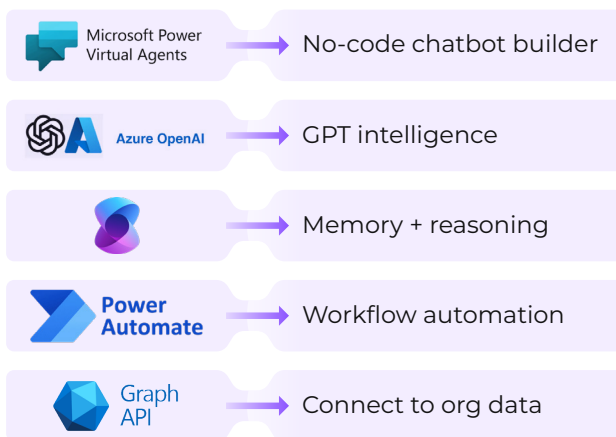 Microsoft Power
Virtual Agents
No-code chatbot builder
Azure OpenAI
GPT intelligence
Memory + reasoning
Power
Automate
Workflow automation
Graph
API
Connect to org data